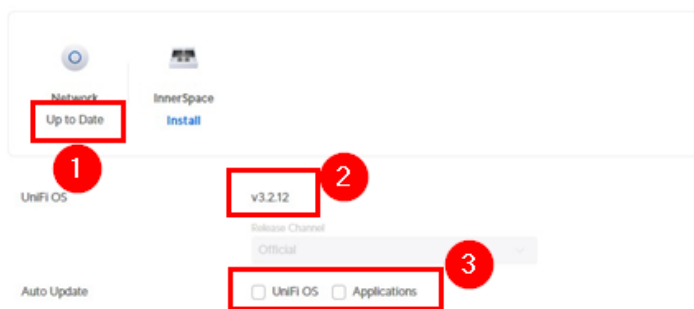 Network
InnerSpace
Up to Date
Install
1
2
UniFi OS
v3.2.12
Release Channel
Official
3
Auto Update
UniFi OS
Applications